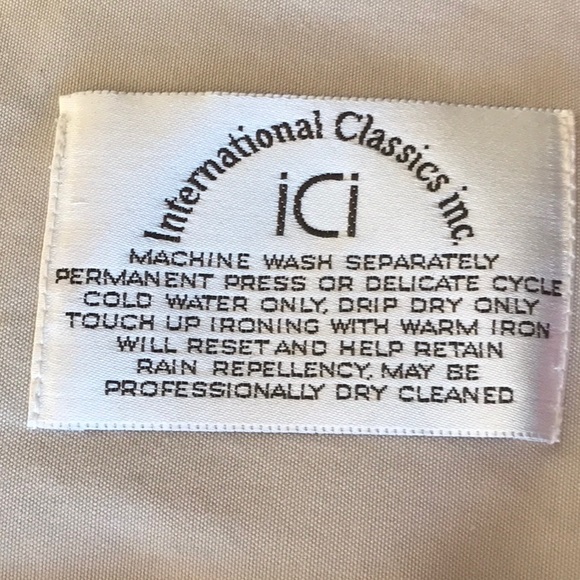 International Classics inc.
iCi
MACHINE WASH SEPARATELY
PERMANENT PRESS OR DELICATE CYCLE
COLD WATER ONLY, DRIP DRY ONLY
TOUCH UP IRONING WITH WARM IRON
WILL RESET AND HELP RETAIN
RAIN REPELLENCY, MAY BE
PROFESSIONALLY DRY CLEANED